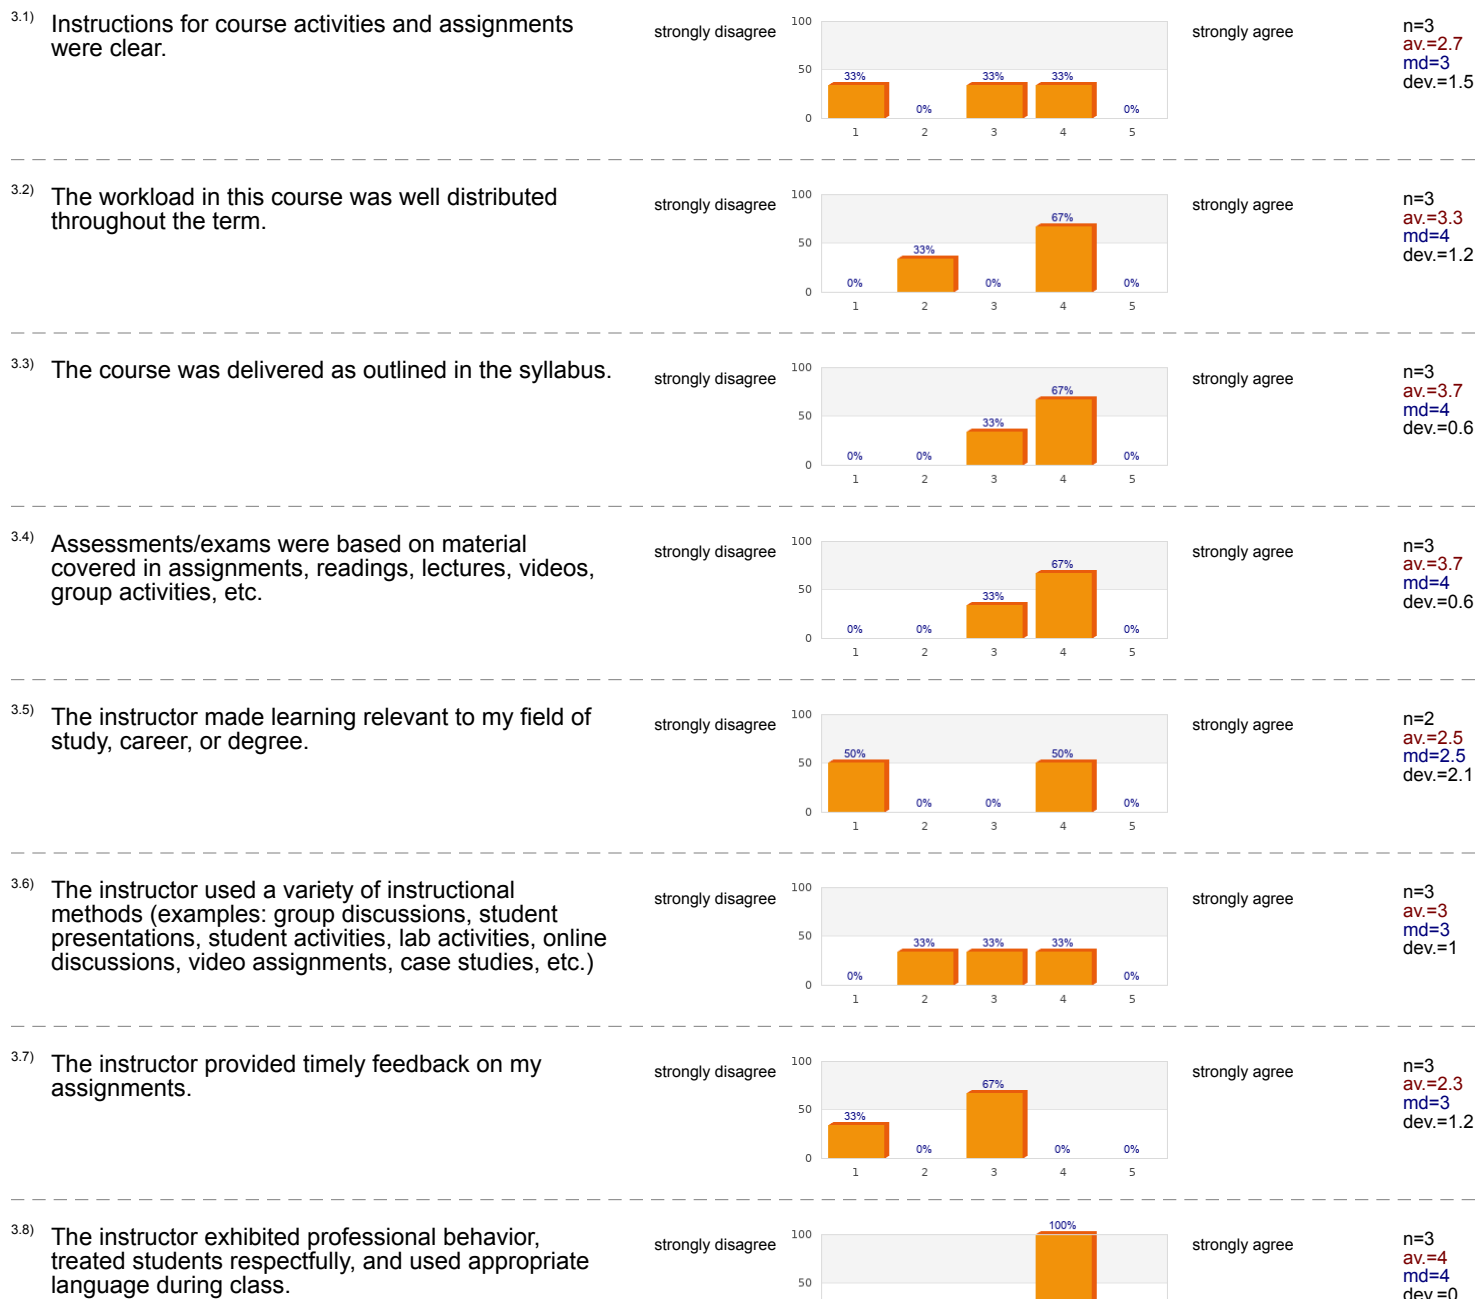 3.1) Instructions for course activities and assignments
were clear.
strongly disagree
100
50
0
33%
0%
33%
33%
0%
1 2 3 4 5
strongly agree
n=3
av.=2.7
md=3
dev.=1.5
3.2) The workload in this course was well distributed
throughout the term.
strongly disagree
100
50
0
0%
33%
0%
67%
0%
1 2 3 4 5
strongly agree
n=3
av.=3.3
md=4
dev.=1.2
3.3) The course was delivered as outlined in the syllabus.
strongly disagree
100
50
0
0%
0%
33%
67%
0%
1 2 3 4 5
strongly agree
n=3
av.=3.7
md=4
dev.=0.6
3.4) Assessments/exams were based on material
covered in assignments, readings, lectures, videos,
group activities, etc.
strongly disagree
100
50
0
0%
0%
33%
67%
0%
1 2 3 4 5
strongly agree
n=3
av.=3.7
md=4
dev.=0.6
3.5) The instructor made learning relevant to my field of
study, career, or degree.
strongly disagree
100
50
0
50%
0%
0%
50%
0%
1 2 3 4 5
strongly agree
n=2
av.=2.5
md=2.5
dev.=2.1
3.6) The instructor used a variety of instructional
methods (examples: group discussions, student
presentations, student activities, lab activities, online
discussions, video assignments, case studies, etc.)
strongly disagree
100
50
0
0%
33%
33%
33%
0%
1 2 3 4 5
strongly agree
n=3
av.=3
md=3
dev.=1
3.7) The instructor provided timely feedback on my
assignments.
strongly disagree
100
50
0
33%
0%
67%
0%
0%
1 2 3 4 5
strongly agree
n=3
av.=2.3
md=3
dev.=1.2
3.8) The instructor exhibited professional behavior,
treated students respectfully, and used appropriate
language during class.
strongly disagree
100
50
100%
strongly agree
n=3
av.=4
md=4
dev.=0